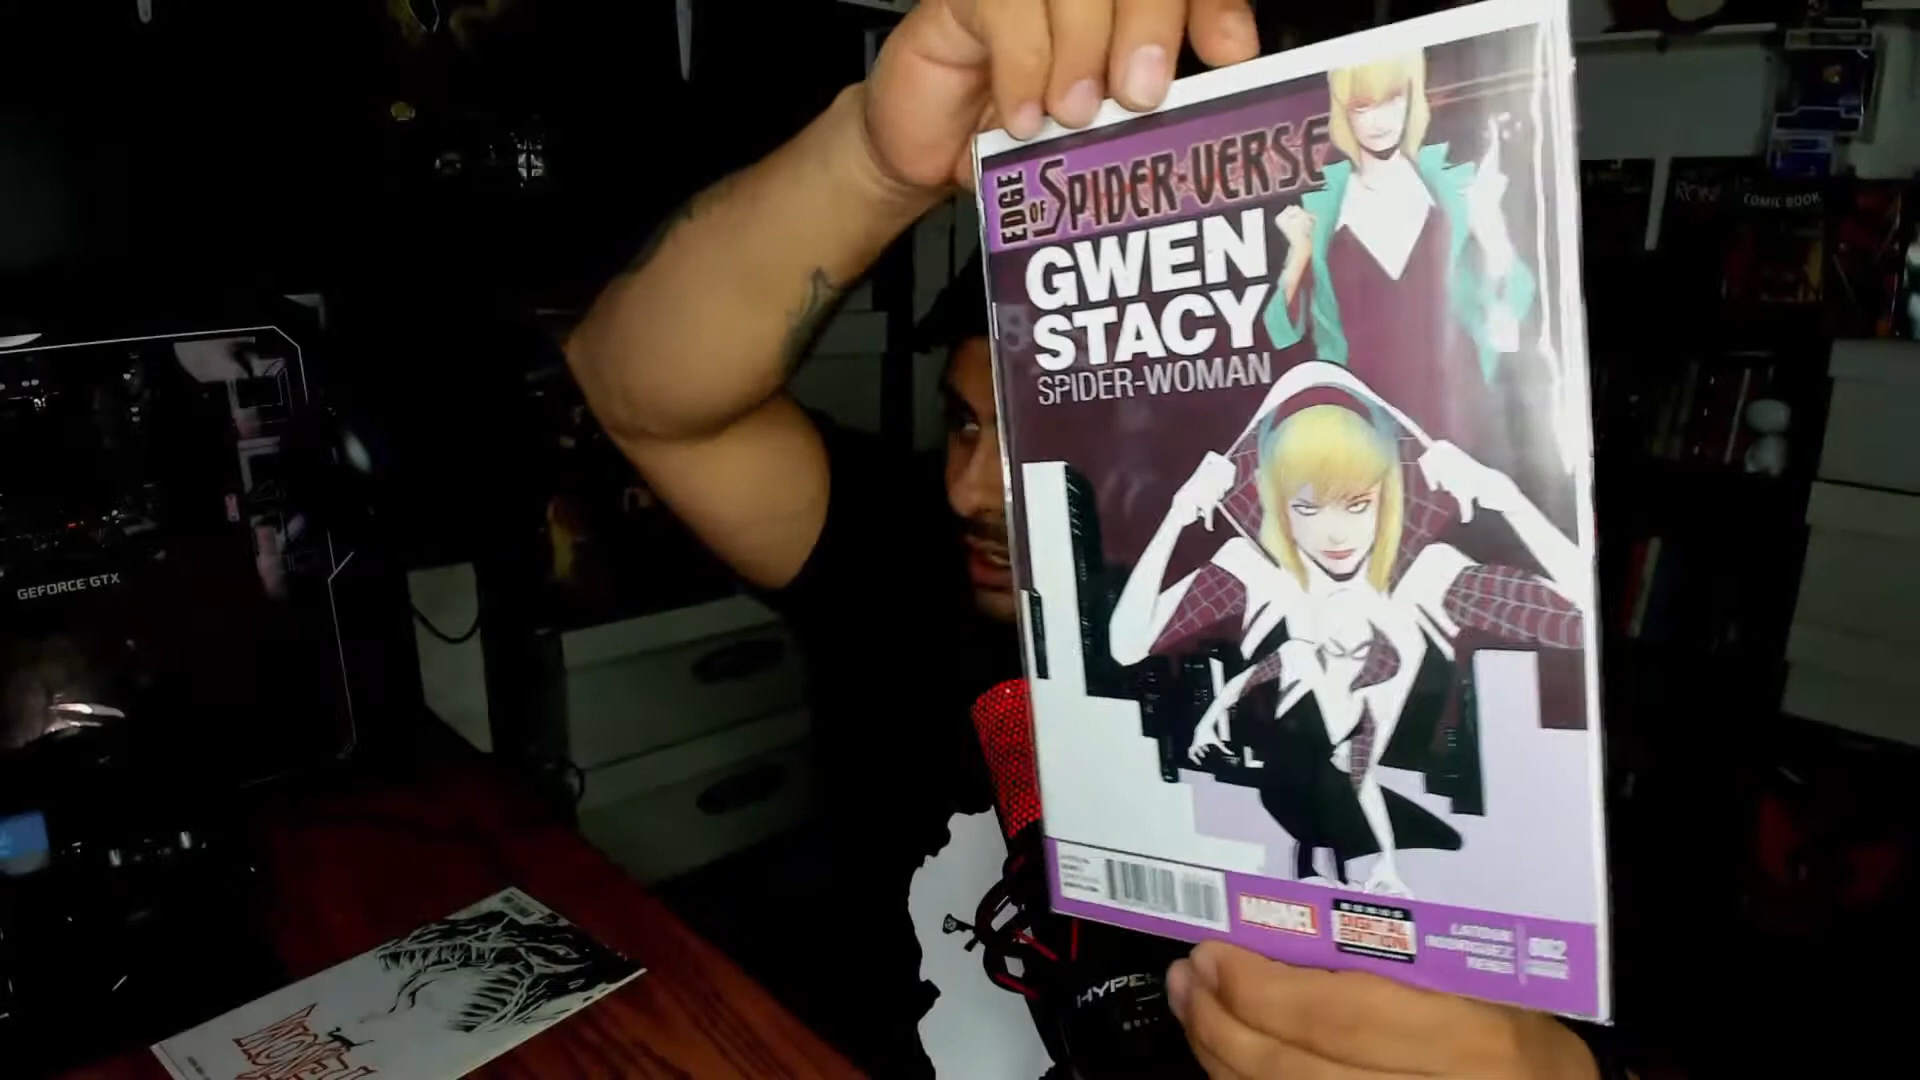 EDGE OF SPIDER-VERSE
GWEN
STACY
SPIDER-WOMAN
MARVEL
DIGITAL
EDITION
LATOUR
RODRIGUEZ
RENZI
002
GEFORCE GTX
COMIC BOOK
VENOM